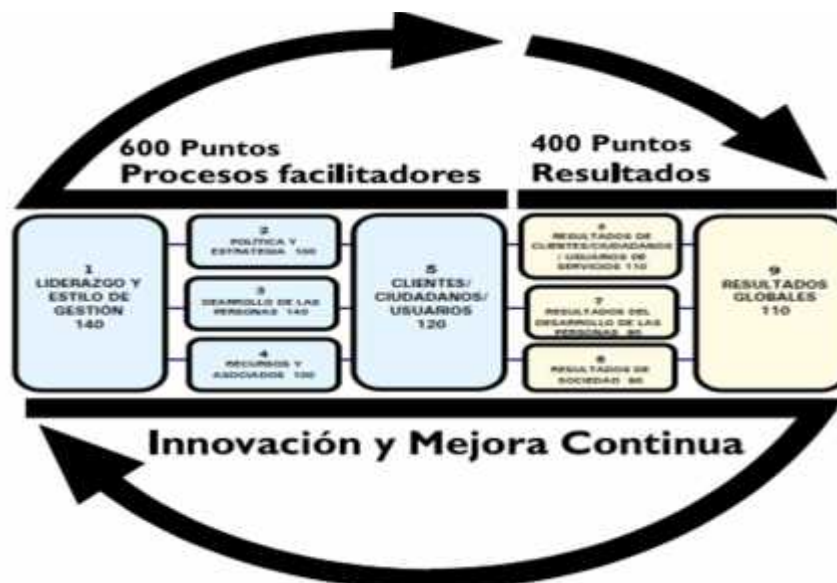 600 Puntos
Procesos facilitadores
400 Puntos
Resultados
1
LIDERAZGO Y
ESTILO DE
GESTIÓN
140
2
POLÍTICA Y
ESTRATEGIA 100
3
DEARROLLO DE LAS
PERSONAS 140
4
RECURSOS Y
ASOCIADOS 100
5
CLIENTES/
CIUDADANOS/
USUARIOS
120
6
RESULTADOS DE
CLIENTES/CIUDADANOS
/ USUARIOS DE
SERVICIOS 110
7
RESULTADOS DEL
DESARROLLO DE LAS
PERSONAS
8
RESULTADOS DE
SOCIEDAD
9
RESULTADOS
GLOBALES
110
Innovación y Mejora Continua